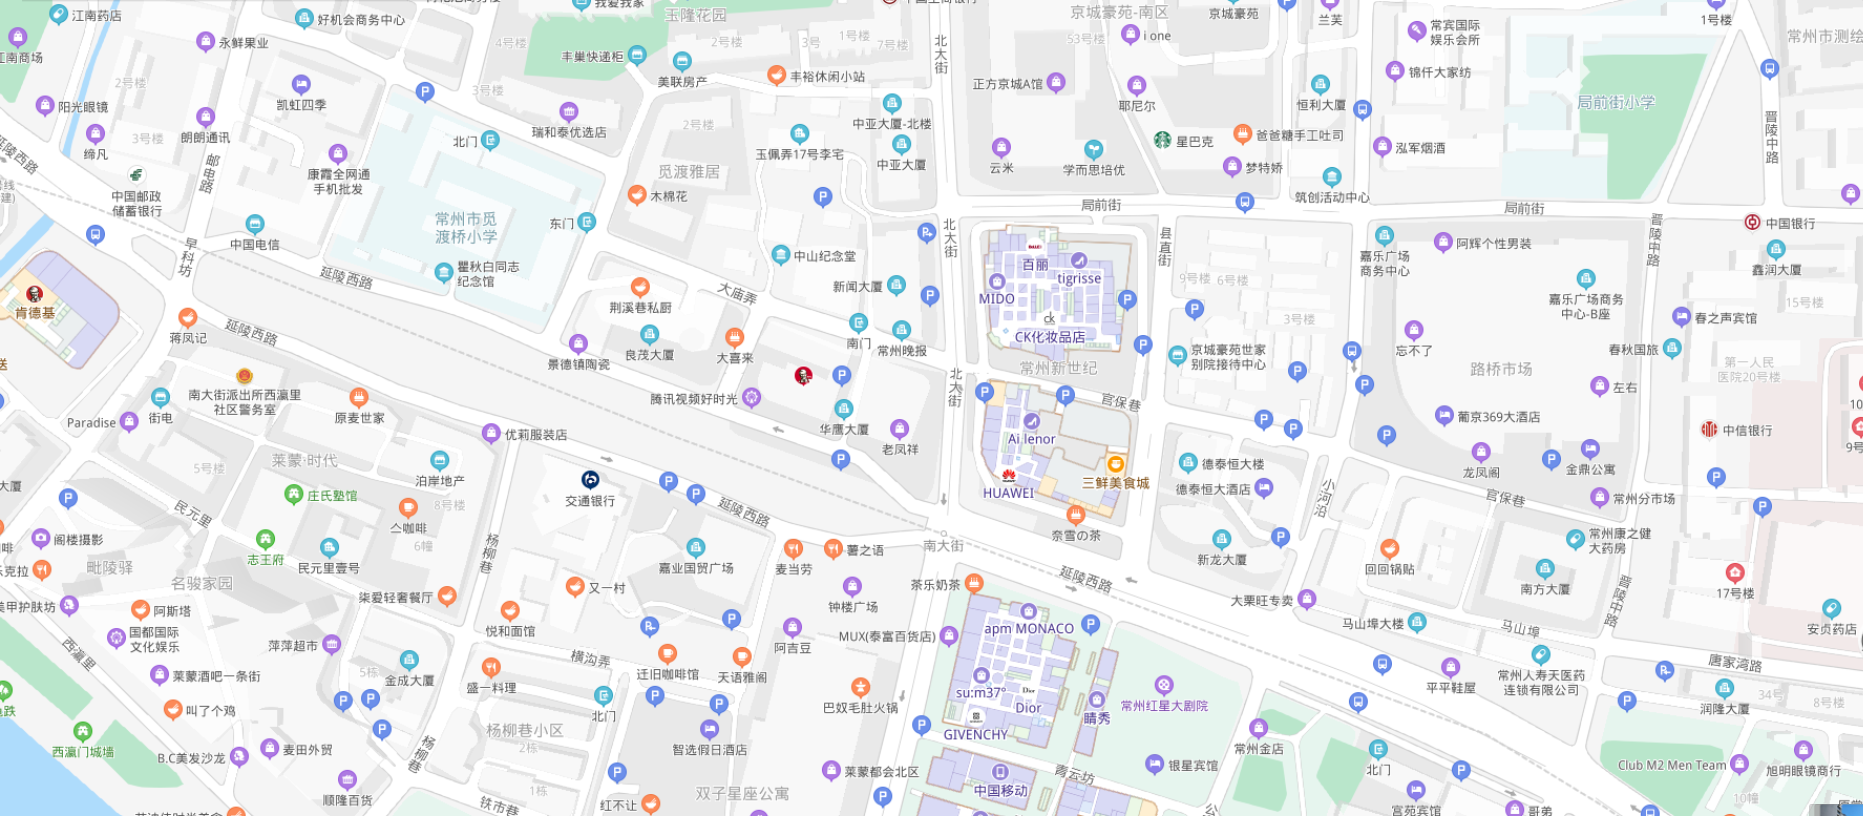 江南药店
好机会商务中心
我爱我家
玉隆花园
京城豪苑-南区
京城豪苑
兰芙
1号楼
江南商场
永鲜果业
4号楼
丰巢快递柜
2号楼
3号
1号楼
7号楼
北大街
53号楼
i one
常宾国际
娱乐会所
常州市测绘
2号楼
凯虹四季
美联房产
丰裕休闲小站
正方京城A馆
耶尼尔
恒利大厦
锦仟大家纺
局前街小学
阳光眼镜
朗朗通讯
3号楼
瑞和泰优选店
2号楼
中亚大厦-北楼
晋陵中路
缔凡
3号楼
北门
玉佩弄17号李宅
中亚大厦
云米
学而思培优
星巴克
爸爸糖手工吐司
梦特娇
泓军烟酒
延陵西路
邮电路
康霞全网通
手机批发
觅渡雅居
中国邮政
储蓄银行
木棉花
筑创活动中心
局前街
局前街
常州市觅
渡桥小学
东门
中国电信
北大街
县直街
晋陵中路
中国银行
早科坊
延陵西路
瞿秋白同志
纪念馆
中山纪念堂
百丽
tigrisse
嘉乐广场
商务中心
阿辉个性男装
鑫润大厦
肯德基
荆溪巷私厨
大庙弄
新闻大厦
MIDO
9号楼
6号楼
嘉乐广场商务
中心-B座
15号楼
蒋凤记
延陵西路
ck
CK化妆品店
3号楼
春之声宾馆
景德镇陶瓷
良茂大厦
大喜来
南门
常州晚报
常州新世纪
京城豪苑世家
别院接待中心
忘不了
路桥市场
春秋国旅
第一人民
医院20号楼
南大街派出所西瀛里
社区警务室
腾讯视频好时光
北大街
官保巷
左右
Paradise
街电
原麦世家
华鹰大厦
老凤祥
Ailenor
葡京369大酒店
中信银行
优莉服装店
莱蒙·时代
5号楼
泊岸地产
德泰恒大楼
龙凤阁
金鼎公寓
庄氏塾馆
交通银行
HUAWEI
三鲜美食城
德泰恒大酒店
小河沿
官保巷
常州分市场
民元里
8号楼
亼咖啡
延陵西路
奈雪の茶
阁楼摄影
志王府
民元里壹号
6幢
杨柳巷
嘉业国贸广场
麦当劳
薯之语
南大街
新龙大厦
回回锅贴
常州康之健
大药房
毗陵驿
名骏家园
又一村
延陵西路
南方大厦
晋陵中路
17号楼
柒爱轻奢餐厅
钟楼广场
茶乐奶茶
大栗旺专卖
美甲护肤坊
阿斯塔
国都国际
文化娱乐
悦和面馆
apm MONACO
马山埠大楼
马山埠
安贞药店
西瀛里
萍萍超市
横沟弄
阿吉豆
MUX(泰富百货店)
唐家湾路
莱蒙酒吧一条街
5栋
金成大厦
盛一料理
迁旧咖啡馆
天语雅阁
su:m37°
Dior
Dior
常州红星大剧院
平平鞋屋
常州人寿天医药
连锁有限公司
34号
8号楼
叫了个鸡
北门
巴奴毛肚火锅
晴秀
润隆大厦
西瀛门城墙
杨柳巷小区
2栋
智选假日酒店
GIVENCHY
常州金店
B.C美发沙龙
麦田外贸
杨柳巷
莱蒙都会北区
青云坊
银星宾馆
北门
Club M2 Men Team
旭明眼镜商行
顺隆百货
1栋
铁市巷
红不让
双子星座公寓
中国移动
宫苑宾馆
哥弟
10幢